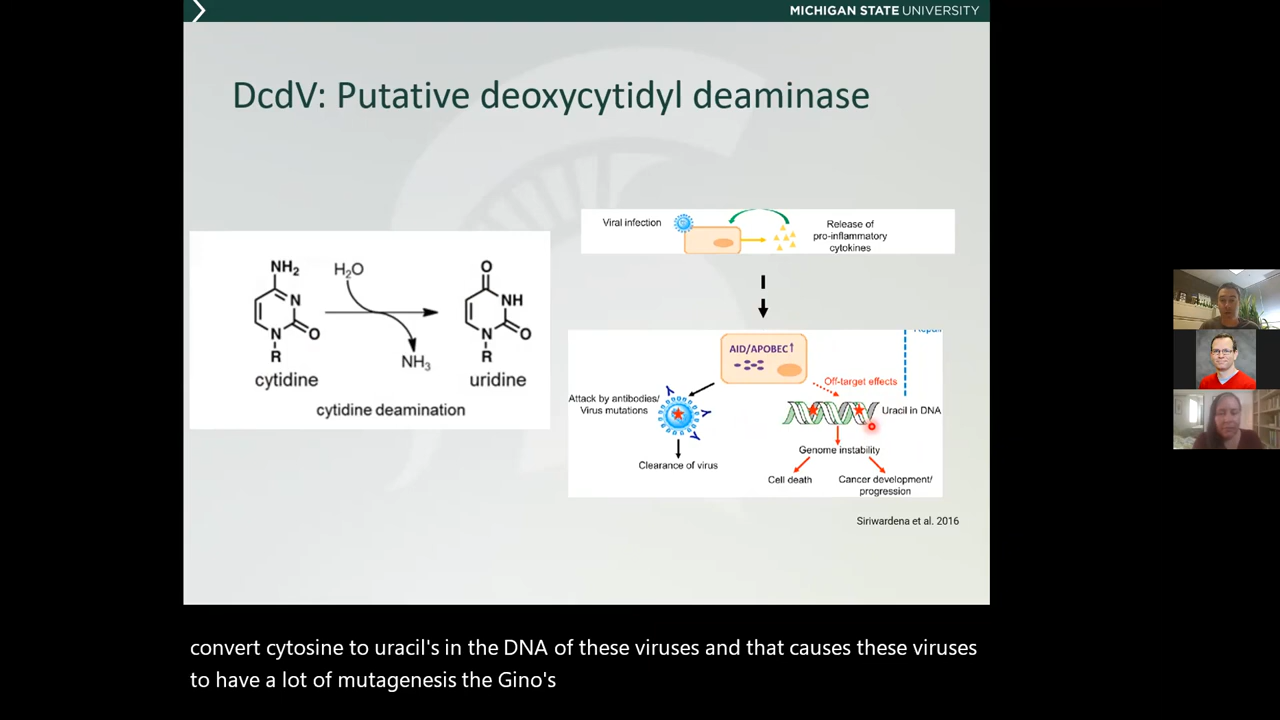 MICHIGAN STATE UNIVERSITY
DcdV: Putative deoxycytidyl deaminase
NH₂
H₂O
O
N
NH
N
O
N
O
R
NH₃
R
cytidine
uridine
cytidine deamination
Viral infection
Release of
pro-inflammatory
cytokines
Repair
AID/APOBEC↑
Off-target effects
Attack by antibodies/
Virus mutations
Uracil in DNA
Clearance of virus
Genome instability
Cell death
Cancer development/
progression
Siriwardena et al. 2016
convert cytosine to uracil's in the DNA of these viruses and that causes these viruses
to have a lot of mutagenesis the Gino's